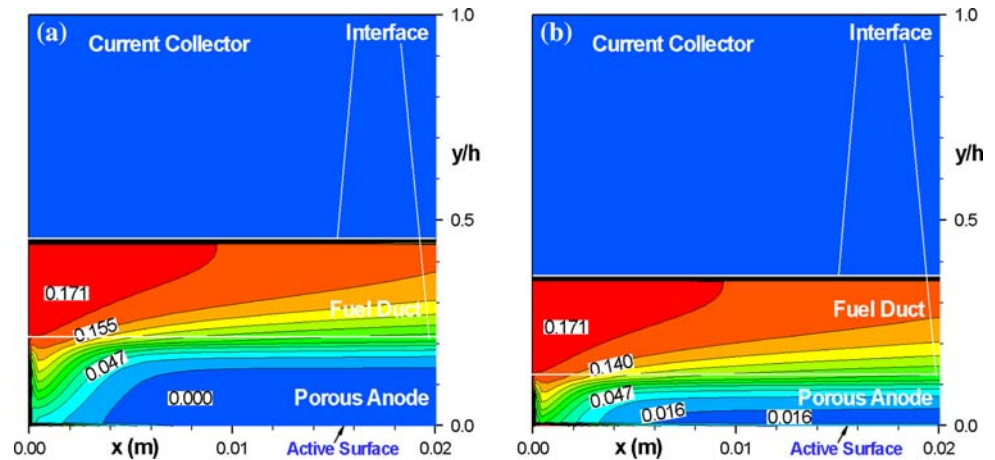 (a)
Current Collector
Interface
1.0
y/h
0.5
0.171
0.155
Fuel Duct
0.047
0.000
Porous Anode
0.0
0.00
x (m)
0.01
Active Surface
0.02
(b)
Current Collector
Interface
1.0
y/h
0.5
0.171
Fuel Duct
0.140
0.047
Porous Anode
0.016
0.016
0.0
0.00
x (m)
0.01
Active Surface
0.02